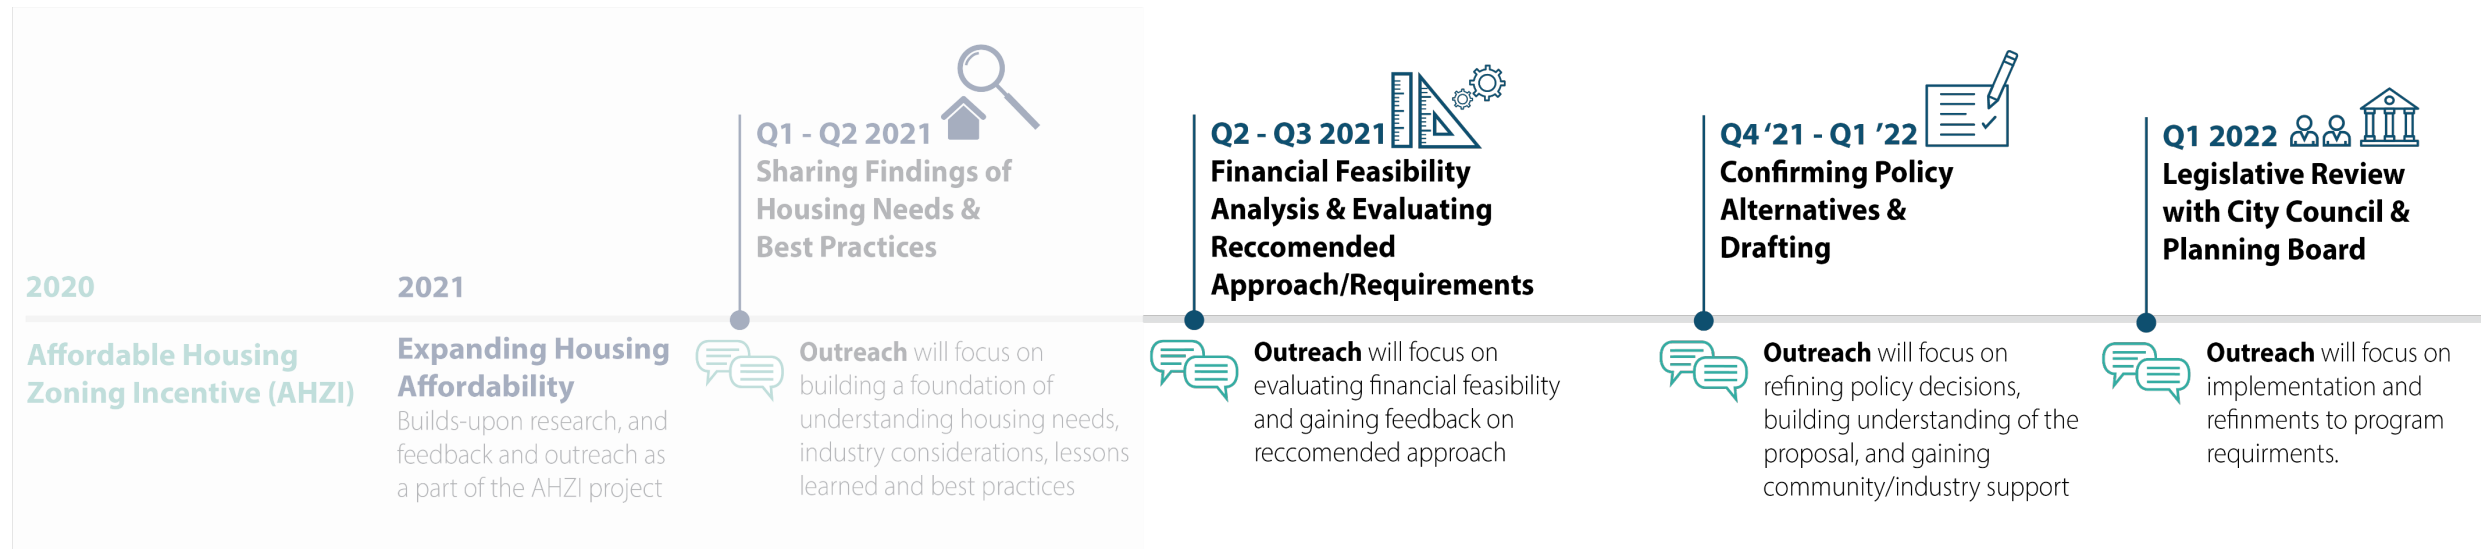 2020
Affordable Housing
Zoning Incentive (AHZI)
2021
Expanding Housing
Affordability
Builds-upon research, and
feedback and outreach as
a part of the AHZI project
Q1 - Q2 2021
Sharing Findings of
Housing Needs &
Best Practices
Outreach will focus on
building a foundation of
understanding housing needs,
industry considerations, lessons
learned and best practices
Q2 - Q3 2021
Financial Feasibility
Analysis & Evaluating
Reccomended
Approach/Requirements
Outreach will focus on
evaluating financial feasibility
and gaining feedback on
reccomended approach
Q4 ‘21 - Q1 ’22
Confirming Policy
Alternatives &
Drafting
Outreach will focus on
refining policy decisions,
building understanding of the
proposal, and gaining
community/industry support
Q1 2022
Legislative Review
with City Council &
Planning Board
Outreach will focus on
implementation and
refinments to program
requirments.